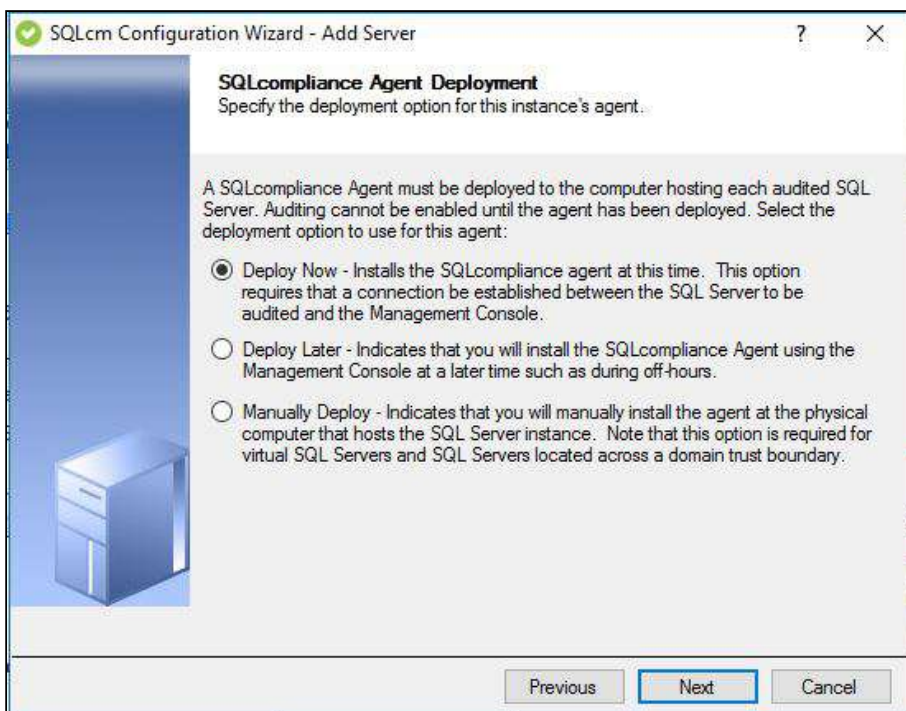 SQLcm Configuration Wizard - Add Server
?
SQLcompliance Agent Deployment
Specify the deployment option for this instance's agent.
A SQLcompliance Agent must be deployed to the computer hosting each audited SQL
Server. Auditing cannot be enabled until the agent has been deployed. Select the
deployment option to use for this agent:
Deploy Now - Installs the SQLcompliance agent at this time. This option
requires that a connection be established between the SQL Server to be
audited and the Management Console.
Deploy Later - Indicates that you will install the SQLcompliance Agent using the
Management Console at a later time such as during off-hours.
Manually Deploy - Indicates that you will manually install the agent at the physical
computer that hosts the SQL Server instance. Note that this option is required for
virtual SQL Servers and SQL Servers located across a domain trust boundary.
Previous
Next
Cancel